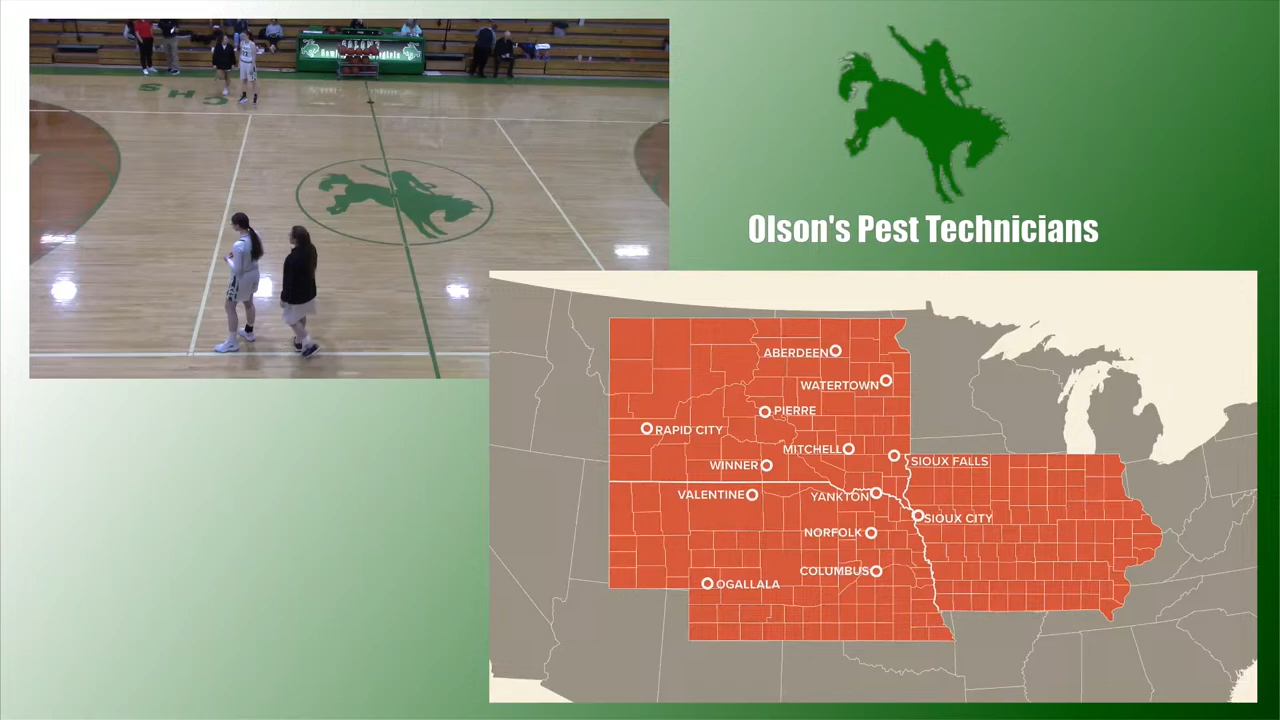 CHS
Olson's Pest Technicians
ABERDEEN
WATERTOWN
PIERRE
RAPID CITY
MITCHELL
SIOUX FALLS
WINNER
VALENTINE
YANKTON
SIOUX CITY
NORFOLK
COLUMBUS
OGALLALA